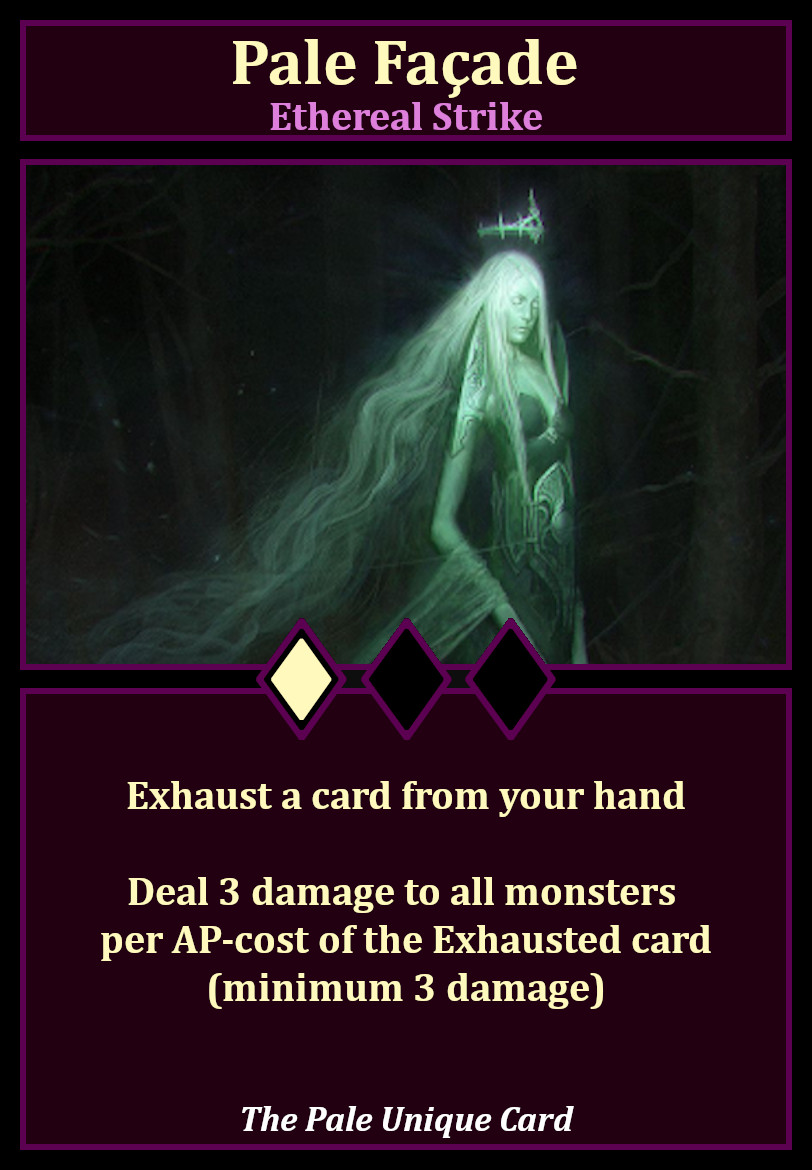 Pale Façade
Ethereal Strike
Exhaust a card from your hand
Deal 3 damage to all monsters
per AP-cost of the Exhausted card
(minimum 3 damage)
The Pale Unique Card